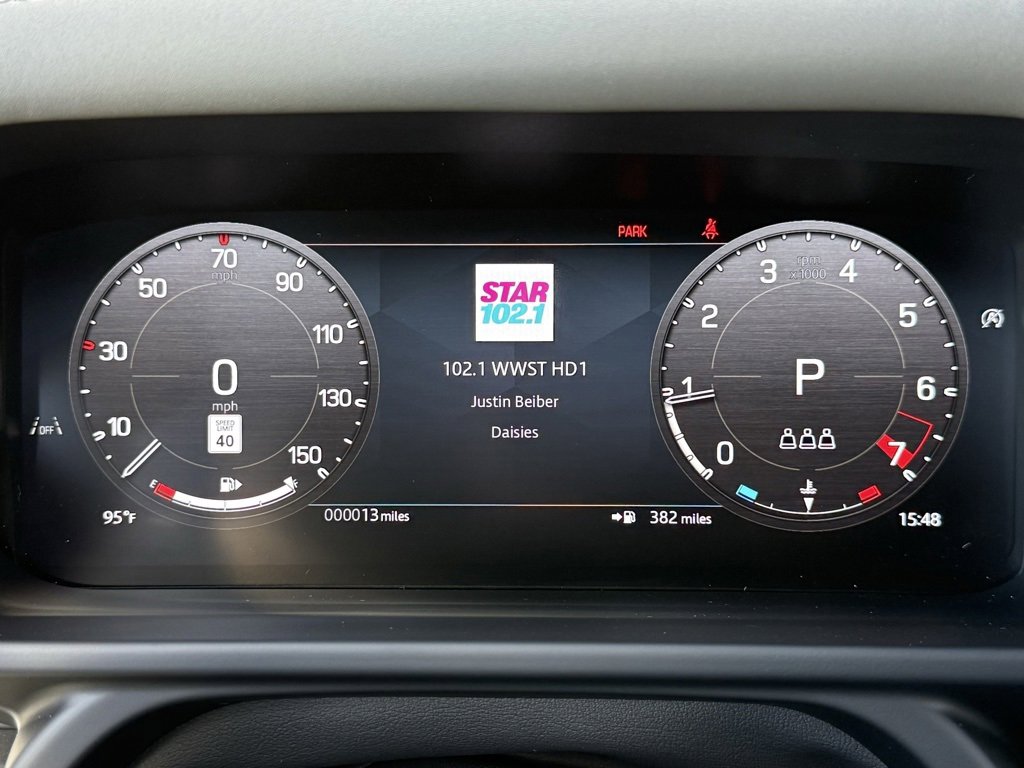 PARK
70
mph
50
90
30
110
10
130
150
0
mph
SPEED
LIMIT
40
E
F
OFF
95°F
000013 miles
STAR
102.1
102.1 WWST HD1
Justin Beiber
Daisies
382 miles
rpm
x1000
3
4
2
5
1
6
0
7
P
A
15:48